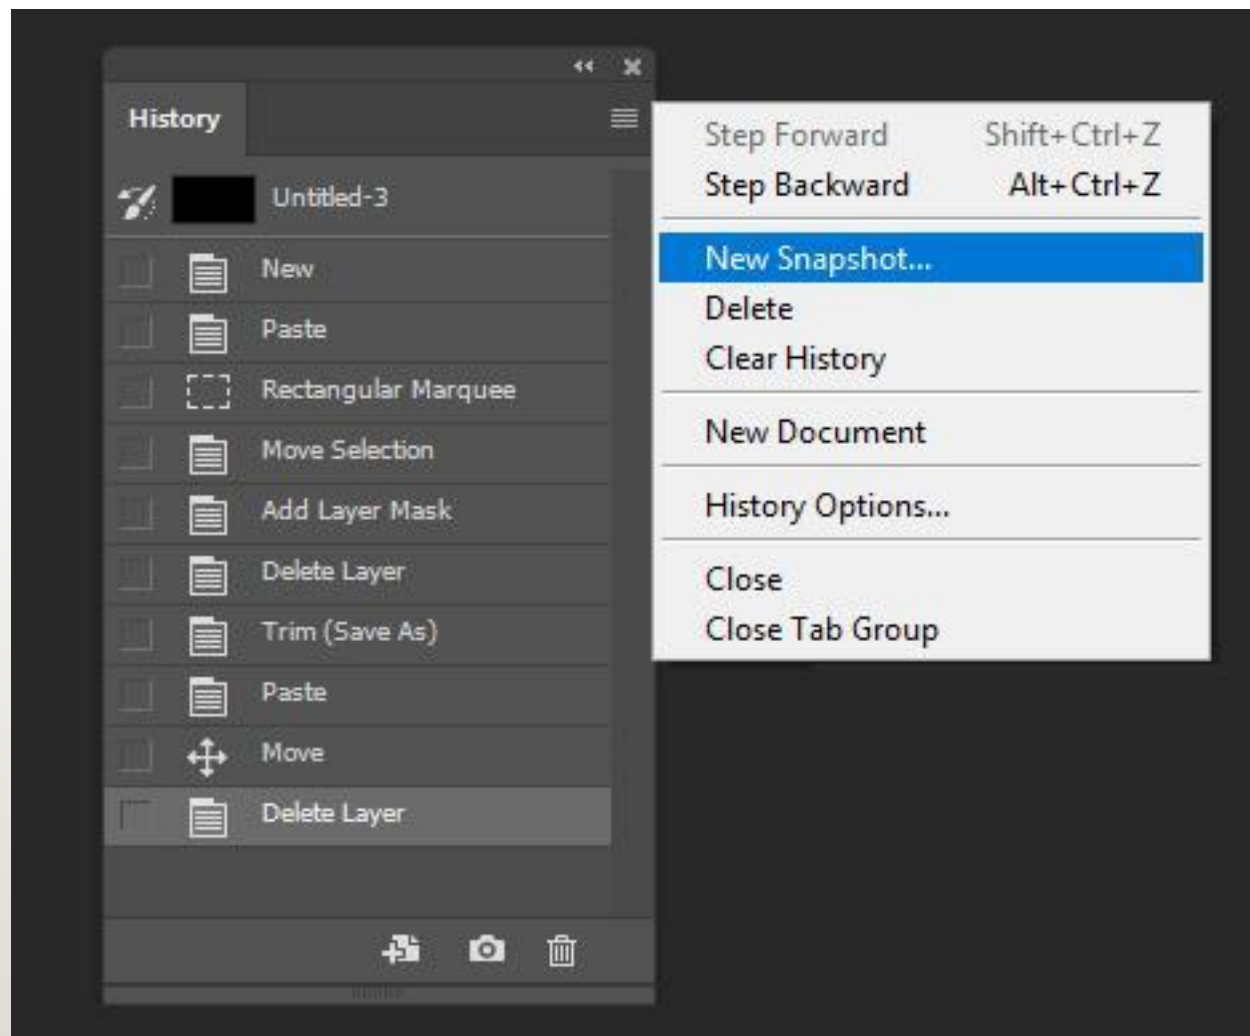 History
Untitled-3
New
Paste
Rectangular Marquee
Move Selection
Add Layer Mask
Delete Layer
Trim (Save As)
Paste
Move
Delete Layer
Step Forward Shift+Ctrl+Z
Step Backward Alt+Ctrl+Z
New Snapshot...
Delete
Clear History
New Document
History Options...
Close
Close Tab Group